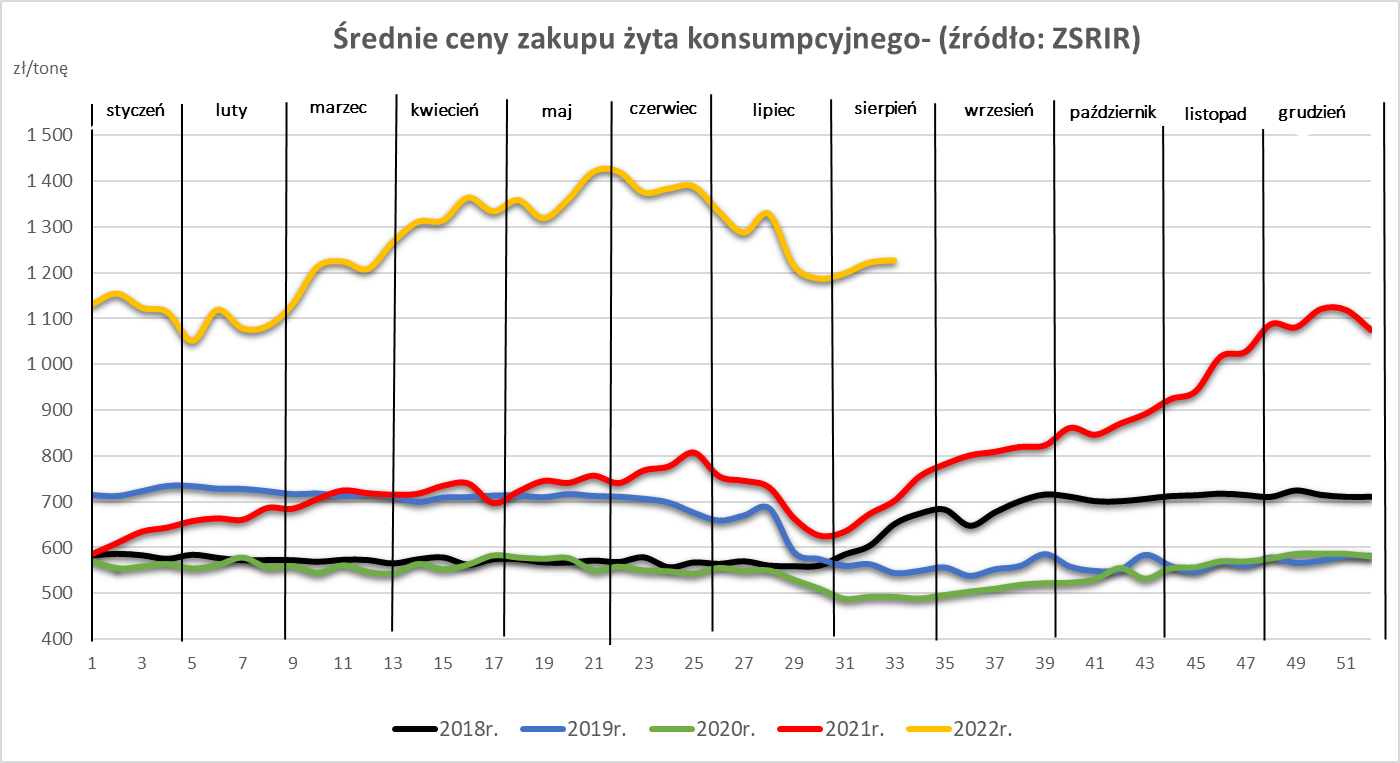 Średnie ceny zakupu żyta konsumpcyjnego- (źródło: ZSRIR)
zł/tonę
styczeń luty marzec kwiecień maj czerwiec lipiec sierpień wrzesień październik listopad grudzień
1 500
1 400
1 300
1 200
1 100
1 000
900
800
700
600
500
400
1 3 5 7 9 11 13 15 17 19 21 23 25 27 29 31 33 35 37 39 41 43 45 47 49 51
2018r. 2019r. 2020r. 2021r. 2022r.